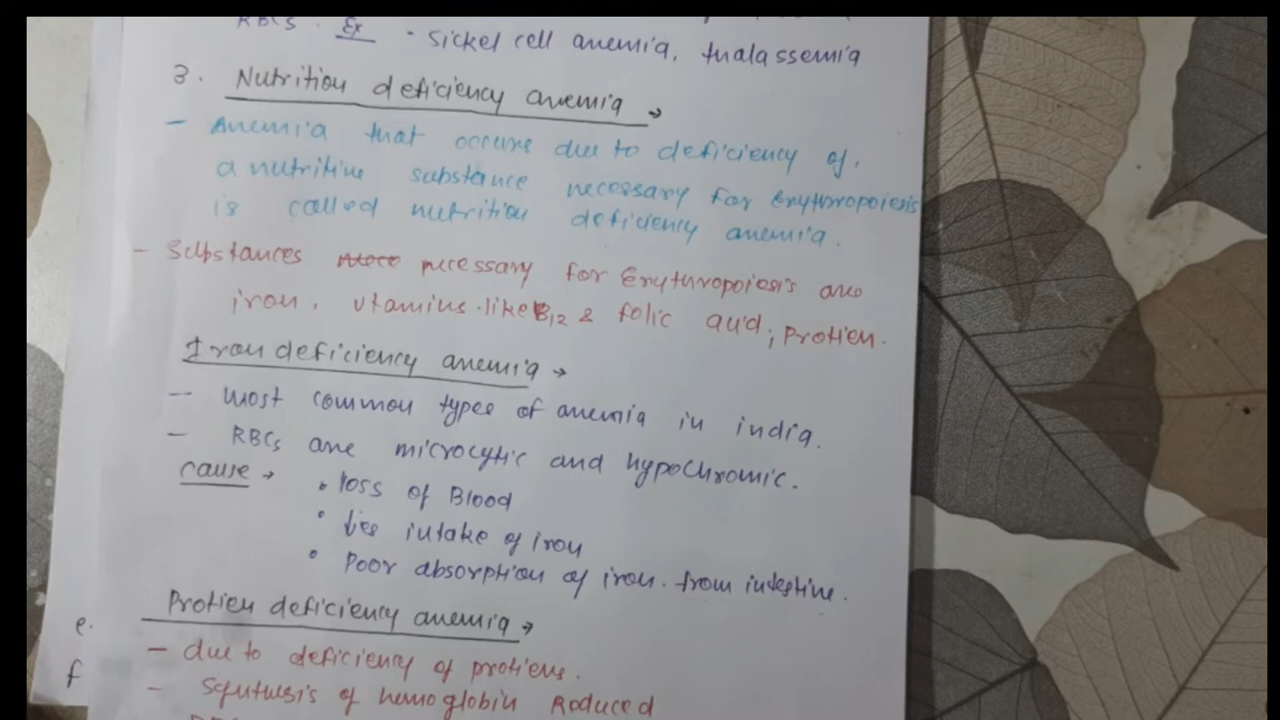 RBCs. Ex • Sickel cell anemia, thalassemia
3. Nutrition deficiency anemia →
- Anemia that occurs due to deficiency of.
a nutritive substance necessary for Erythropoiesis
is called nutrition deficiency anemia.
- Substances necessary for Erythropoiesis are
iron, vtamins.like B12 & folic acid, Protien.
Iron deficiency anemia →
- Most common types of anemia in india.
- RBCs are microcytic and hypochromic.
cause →
• loss of Blood
• ↓es intake of iron
• Poor absorption of iron. from intestine.
Protien deficiency anemia →
e.
- due to deficiency of protiens.
f
- Synthesis of hemoglobin Reduced